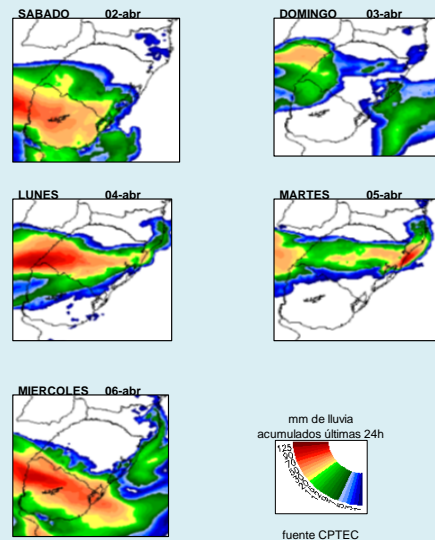 SABADO 02-abr
DOMINGO 03-abr
LUNES 04-abr
MARTES 05-abr
MIERCOLES 06-abr
mm de lluvia
acumulados últimas 24h
125
fuente CPTEC